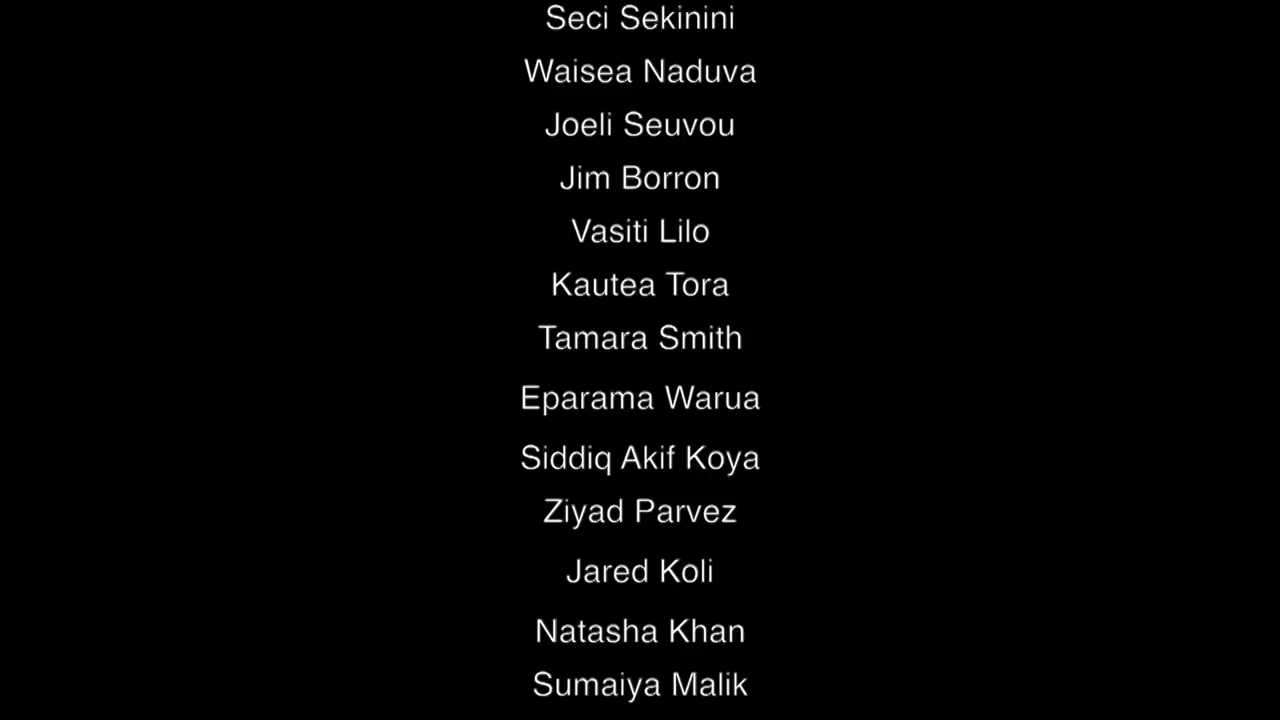 Seci Sekinini
Waisea Naduva
Joeli Seuvou
Jim Borron
Vasiti Lilo
Kautea Tora
Tamara Smith
Eparama Warua
Siddiq Akif Koya
Ziyad Parvez
Jared Koli
Natasha Khan
Sumaiya Malik